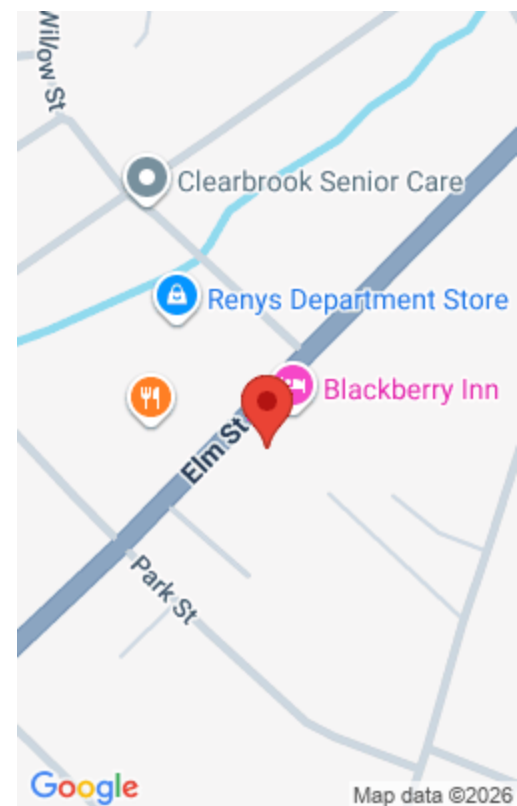 Willow St
Clearbrook Senior Care
Renys Department Store
Blackberry Inn
Elm St
Park St
Google
Map data ©2026